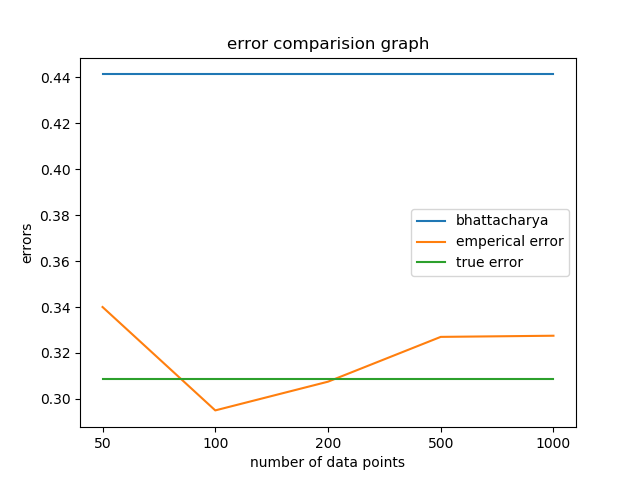 error comparision graph
0.44
0.42
0.40
0.38
0.36
0.34
0.32
0.30
errors
bhattacharya
emperical error
true error
50 100 200 500 1000
number of data points